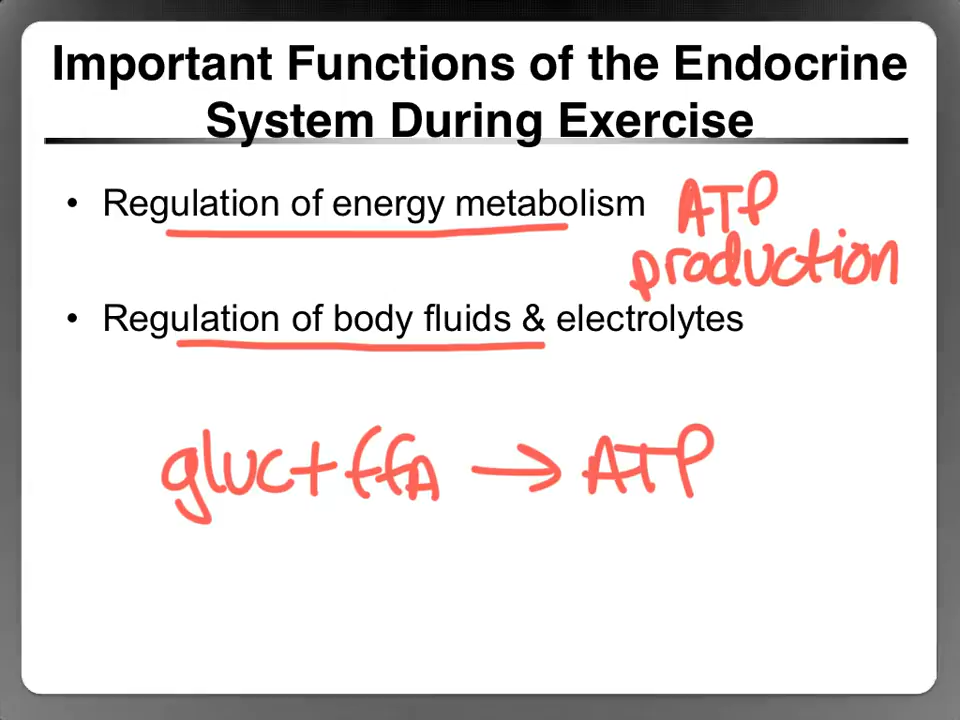 Important Functions of the Endocrine
System During Exercise
• Regulation of energy metabolism ATP
production
• Regulation of body fluids & electrolytes
gluc + ffA → ATP